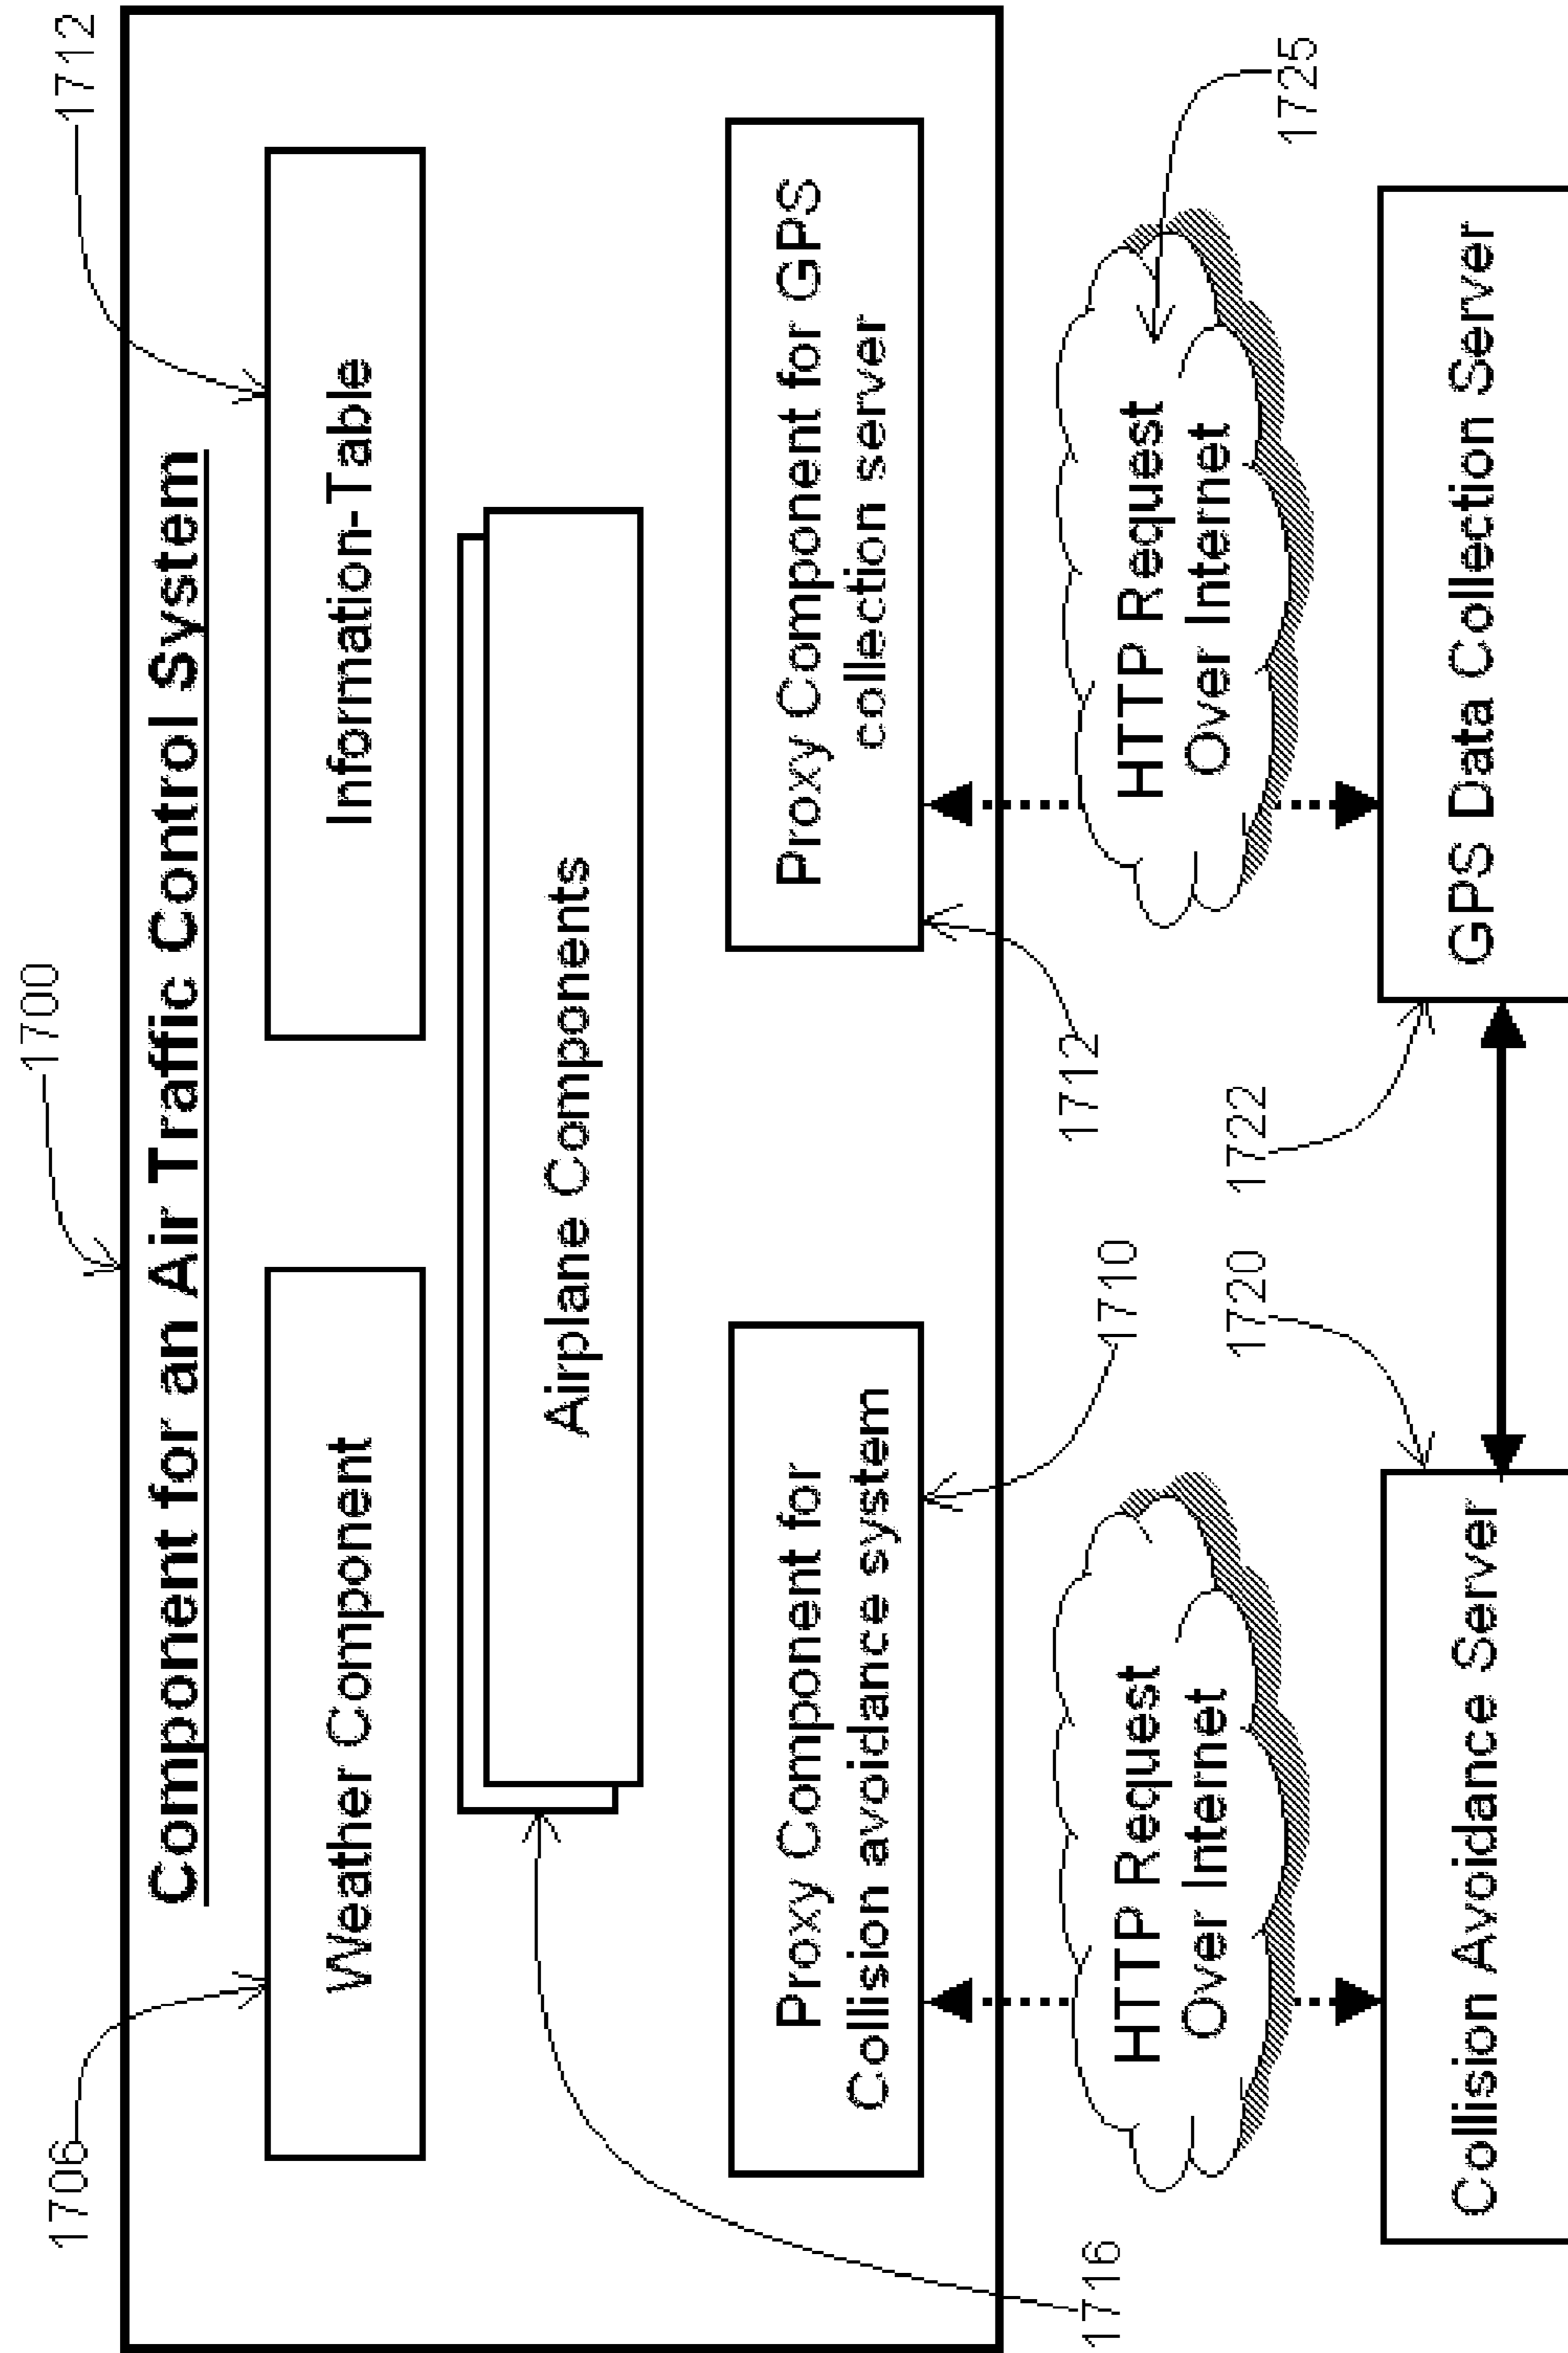 1700
1706
1712
Component for an Air Traffic Control System
Weather Component
Information-Table
Airplane Components
Proxy Component for
Collision avoidance system
Proxy Component for GPS
collection server
1716
1710
1712
HTTP Request
Over Internet
HTTP Request
Over Internet
1720
1722
1725
Collision Avoidance Server
GPS Data Collection Server